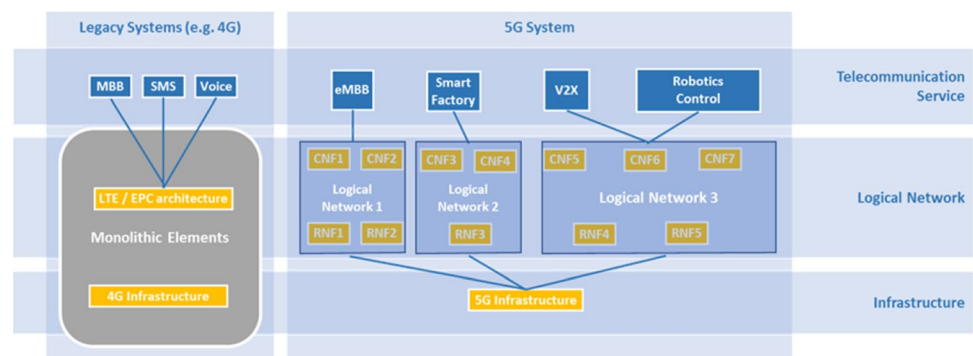 Legacy Systems (e.g. 4G)
5G System
Telecommunication
Service
MBB
SMS
Voice
eMBB
Smart
Factory
V2X
Robotics
Control
CNF1
CNF2
CNF3
CNF4
CNF5
CNF6
CNF7
Logical
Network 1
Logical
Network 2
Logical Network 3
Logical Network
LTE / EPC architecture
Monolithic Elements
RNF1
RNF2
RNF3
RNF4
RNF5
4G Infrastructure
5G Infrastructure
Infrastructure